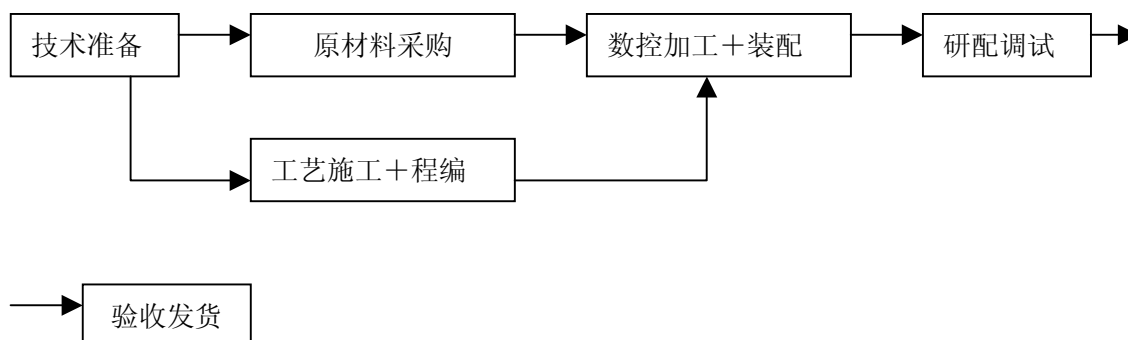 技术准备
原材料采购
数控加工＋装配
研配调试
工艺施工＋程编
验收发货